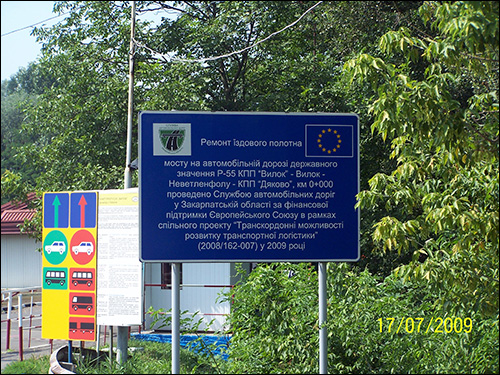 Ремонт їздового полотна
мосту на автомобільній дорозі державного
значення Р-55 КПП "Вилок" - Вилок -
Неветленфолу - КПП "Дяково", км 0+000
проведено Службою автомобільних доріг
у Закарпатській області за фінансової
підтримки Європейського Союзу в рамках
спільного проекту "Транскордонні можливості
розвитку транспортної логістики"
(2008/162-007) у 2009 році
17/07/2009